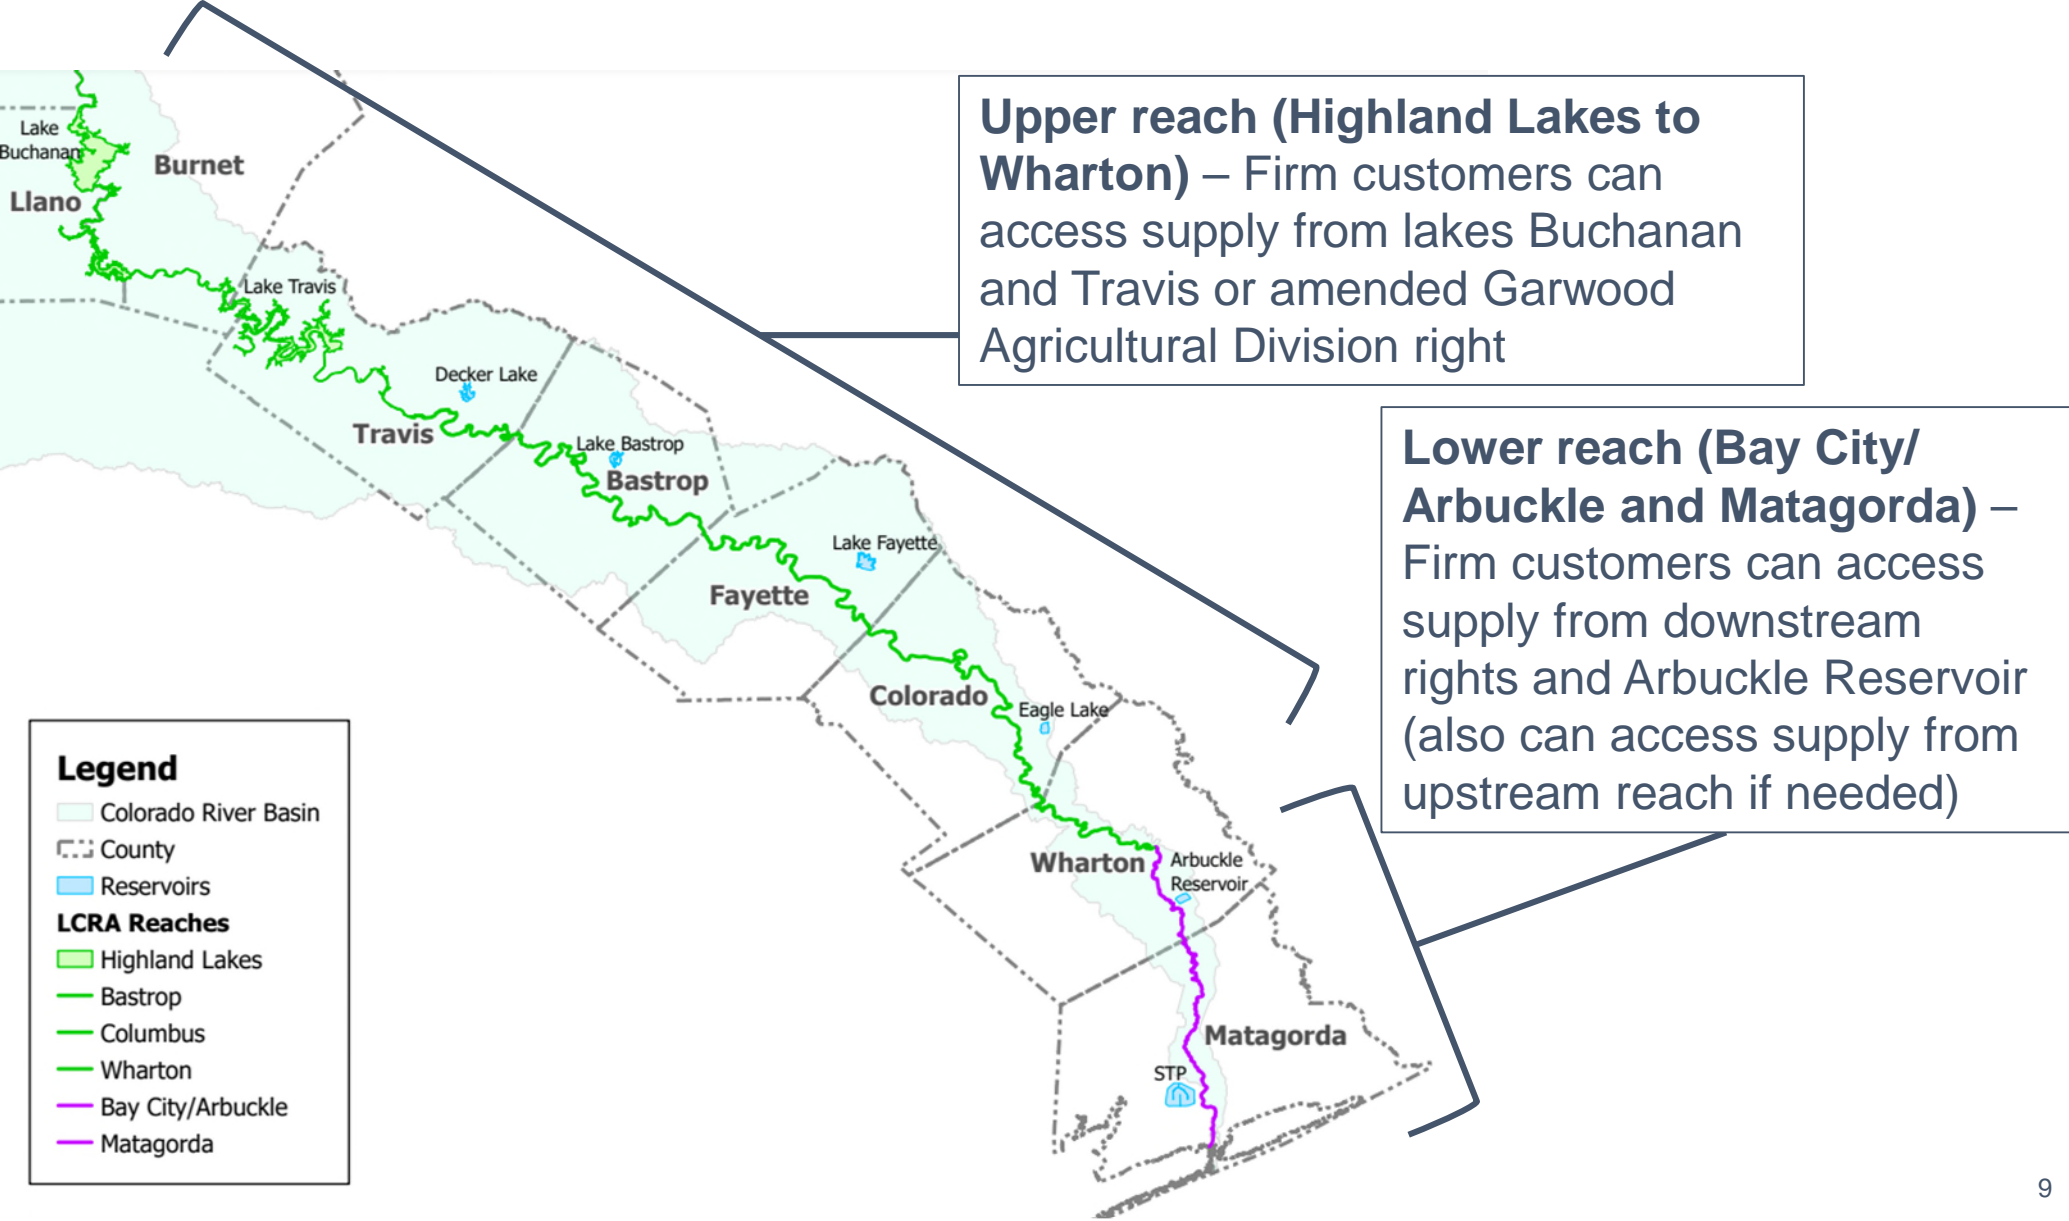 Upper reach (Highland Lakes to
Wharton) – Firm customers can
access supply from lakes Buchanan
and Travis or amended Garwood
Agricultural Division right
Lower reach (Bay City/
Arbuckle and Matagorda) –
Firm customers can access
supply from downstream
rights and Arbuckle Reservoir
(also can access supply from
upstream reach if needed)
Lake
Buchanan
Burnet
Llano
Lake Travis
Decker Lake
Travis
Lake Bastrop
Bastrop
Lake Fayette
Fayette
Colorado
Eagle Lake
Wharton
Arbuckle
Reservoir
Matagorda
STP
Legend
Colorado River Basin
County
Reservoirs
LCRA Reaches
Highland Lakes
Bastrop
Columbus
Wharton
Bay City/Arbuckle
Matagorda
9